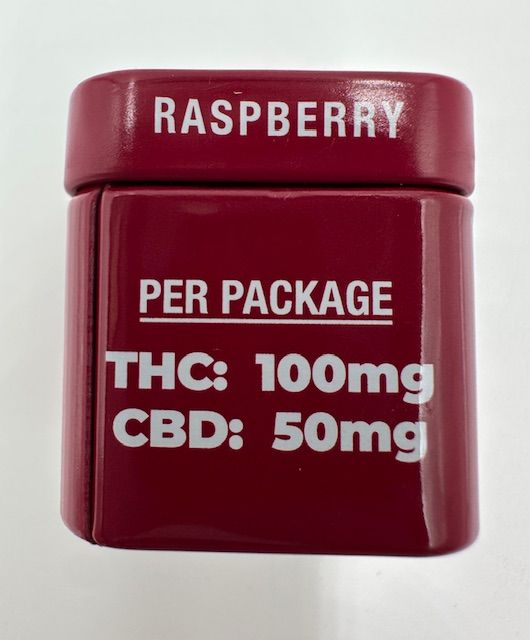 RASPBERRY
PER PACKAGE
THC: 100mg
CBD: 50mg